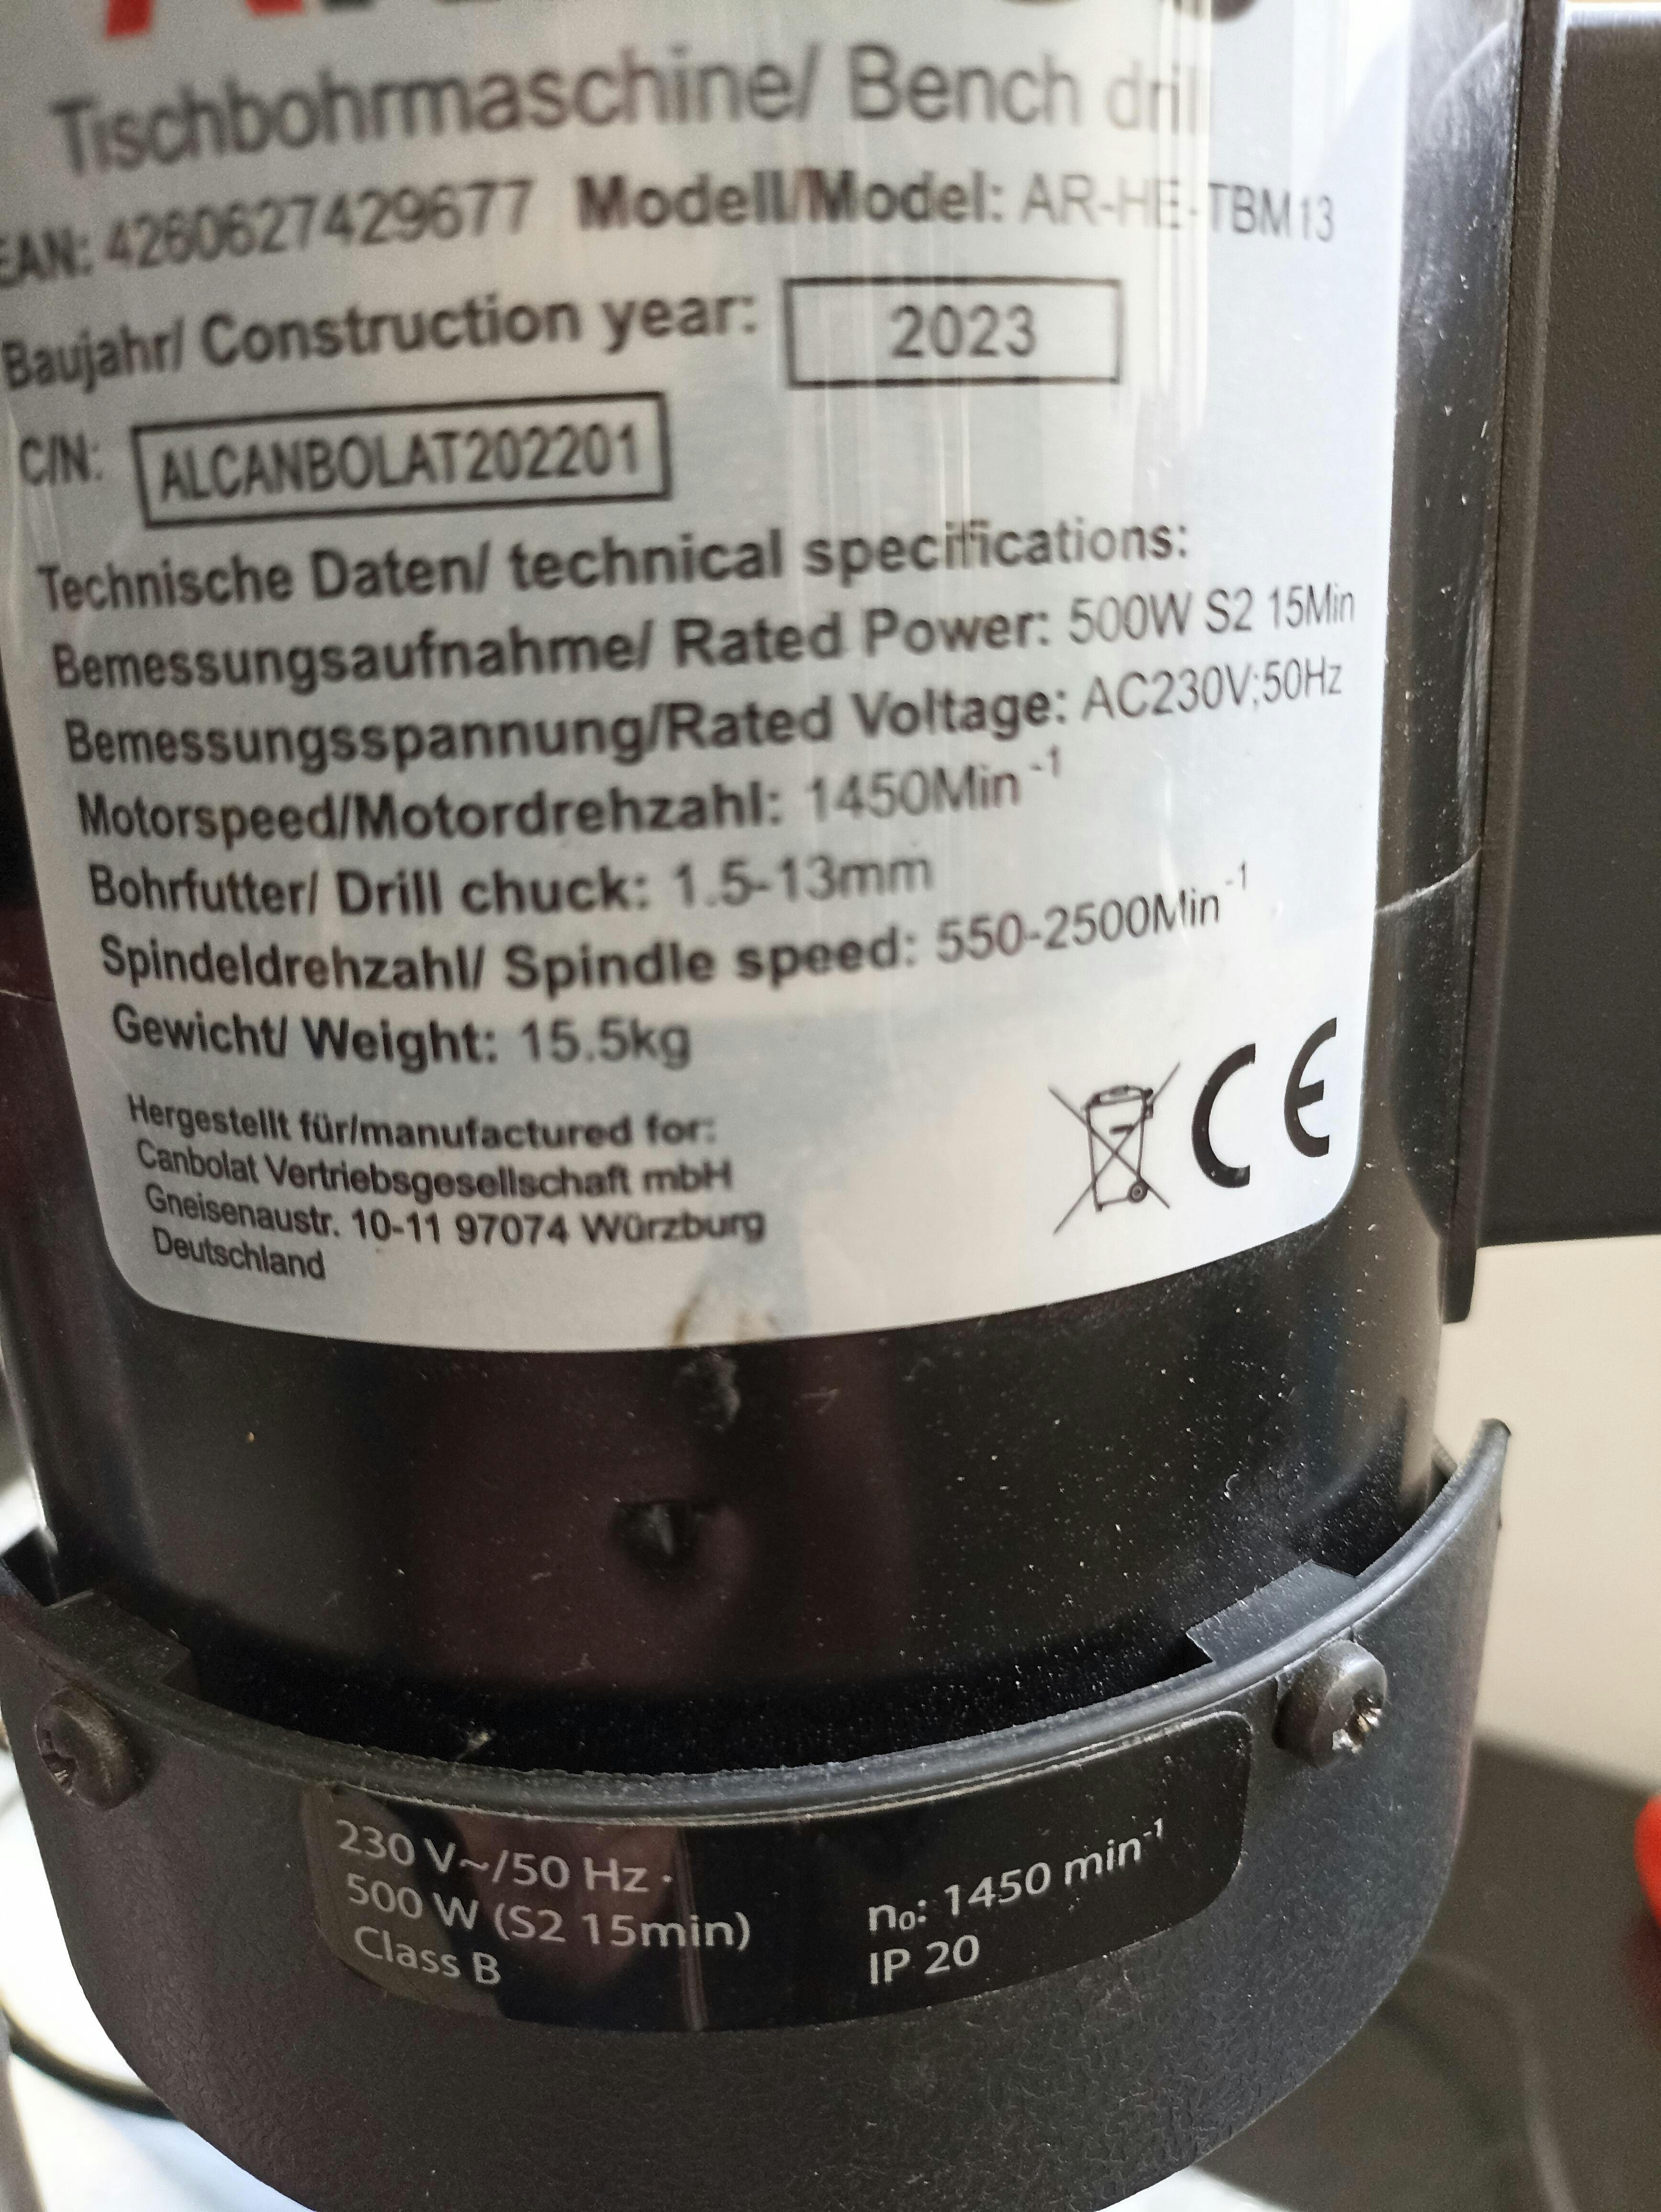 Tischbohrmaschine/ Bench drill
EAN: 4260627429677 Modell/Model: AR-HE-TBM13
Baujahr/ Construction year: 2023
C/N: ALCANBOLAT202201
Technische Daten/ technical specifications:
Bemessungsaufnahme/ Rated Power: 500W S2 15Min
Bemessungsspannung/Rated Voltage: AC230V;50Hz
Motorspeed/Motordrehzahl: 1450Min⁻¹
Bohrfutter/ Drill chuck: 1.5-13mm
Spindeldrehzahl/ Spindle speed: 550-2500Min⁻¹
Gewicht/ Weight: 15.5kg
Hergestellt für/manufactured for:
Canbolat Vertriebsgesellschaft mbH
Gneisenaustr. 10-11 97074 Würzburg
Deutschland
CE
230 V~/50 Hz ·
500 W (S2 15min)
Class B
n₀: 1450 min⁻¹
IP 20